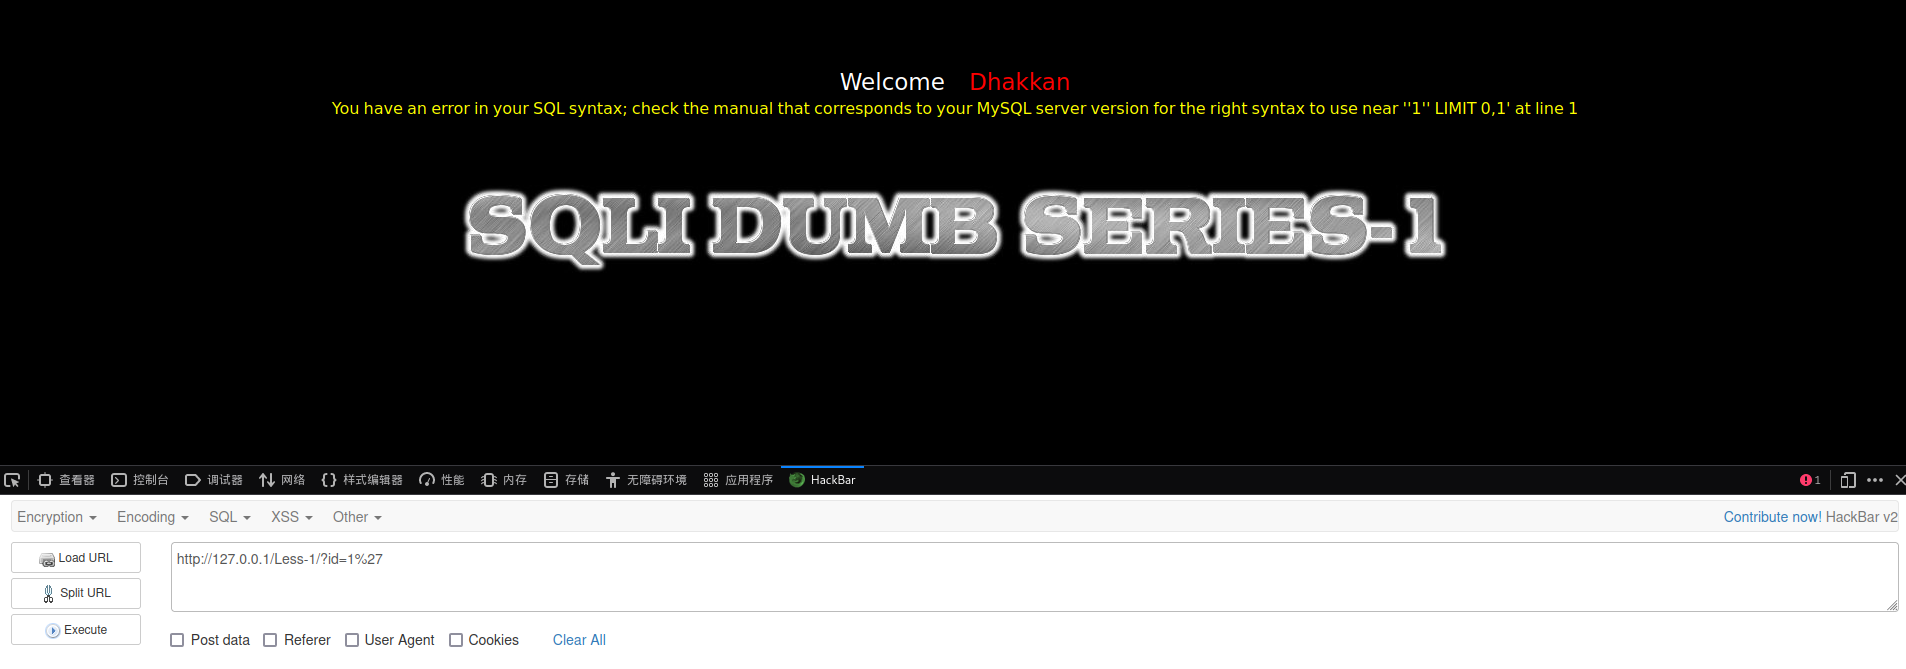 Welcome Dhakkan
You have an error in your SQL syntax; check the manual that corresponds to your MySQL server version for the right syntax to use near ''1'' LIMIT 0,1' at line 1
SQLI DUMB SERIES-1
查看器 控制台 调试器 网络 样式编辑器 性能 内存 存储 无障碍环境 应用程序 HackBar 1
Encryption Encoding SQL XSS Other Contribute now! HackBar v2
Load URL http://127.0.0.1/Less-1/?id=1%27
Split URL
Execute
Post data Referer User Agent Cookies Clear All